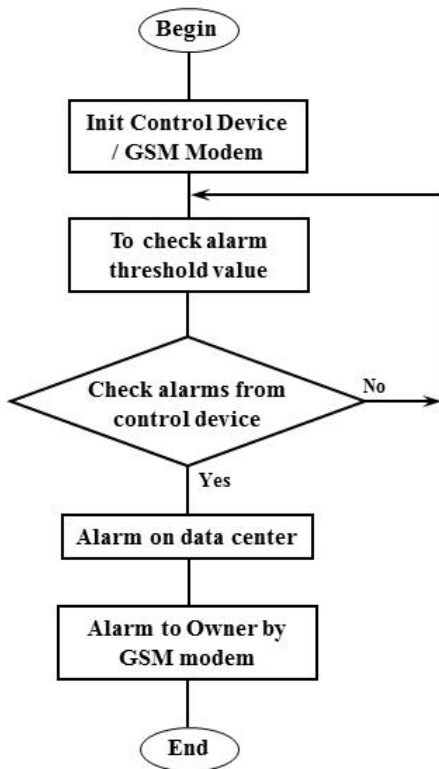 Begin
Init Control Device
/ GSM Modem
To check alarm
threshold value
Check alarms from
control device
No
Yes
Alarm on data center
Alarm to Owner by
GSM modem
End